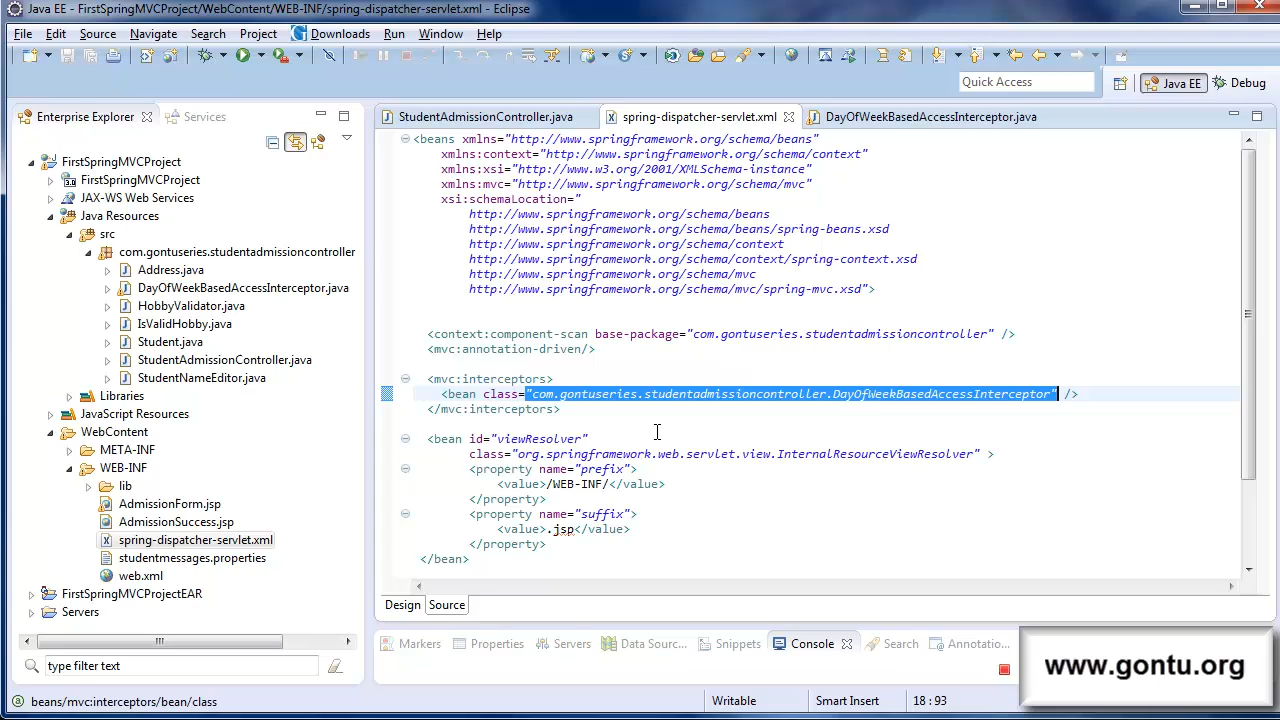 Java EE - FirstSpringMVCProject/WebContent/WEB-INF/spring-dispatcher-servlet.xml - Eclipse
File Edit Source Navigate Search Project Downloads Run Window Help
Quick Access
Java EE
Debug
Enterprise Explorer
Services
FirstSpringMVCProject
FirstSpringMVCProject
JAX-WS Web Services
Java Resources
src
com.gontuseries.studentadmissioncontroller
Address.java
DayOfWeekBasedAccessInterceptor.java
HobbyValidator.java
IsValidHobby.java
Student.java
StudentAdmissionController.java
StudentNameEditor.java
Libraries
JavaScript Resources
WebContent
META-INF
WEB-INF
lib
AdmissionForm.jsp
AdmissionSuccess.jsp
spring-dispatcher-servlet.xml
studentmessages.properties
web.xml
FirstSpringMVCProjectEAR
Servers
type filter text
StudentAdmissionController.java
spring-dispatcher-servlet.xml
DayOfWeekBasedAccessInterceptor.java
<beans xmlns="http://www.springframework.org/schema/beans"
xmlns:context="http://www.springframework.org/schema/context"
xmlns:xsi="http://www.w3.org/2001/XMLSchema-instance"
xmlns:mvc="http://www.springframework.org/schema/mvc"
xsi:schemaLocation="
http://www.springframework.org/schema/beans
http://www.springframework.org/schema/beans/spring-beans.xsd
http://www.springframework.org/schema/context
http://www.springframework.org/schema/context/spring-context.xsd
http://www.springframework.org/schema/mvc
http://www.springframework.org/schema/mvc/spring-mvc.xsd">
<context:component-scan base-package="com.gontuseries.studentadmissioncontroller" />
<mvc:annotation-driven/>
<mvc:interceptors>
<bean class="com.gontuseries.studentadmissioncontroller.DayOfWeekBasedAccessInterceptor" />
</mvc:interceptors>
<bean id="viewResolver"
class="org.springframework.web.servlet.view.InternalResourceViewResolver" >
<property name="prefix">
<value>/WEB-INF/</value>
</property>
<property name="suffix">
<value>.jsp</value>
</property>
</bean>
Design Source
Markers Properties Servers Data Sourc... Snippets Console Search Annotatio...
www.gontu.org
beans/mvc:interceptors/bean/class
Writable
Smart Insert
18 : 93